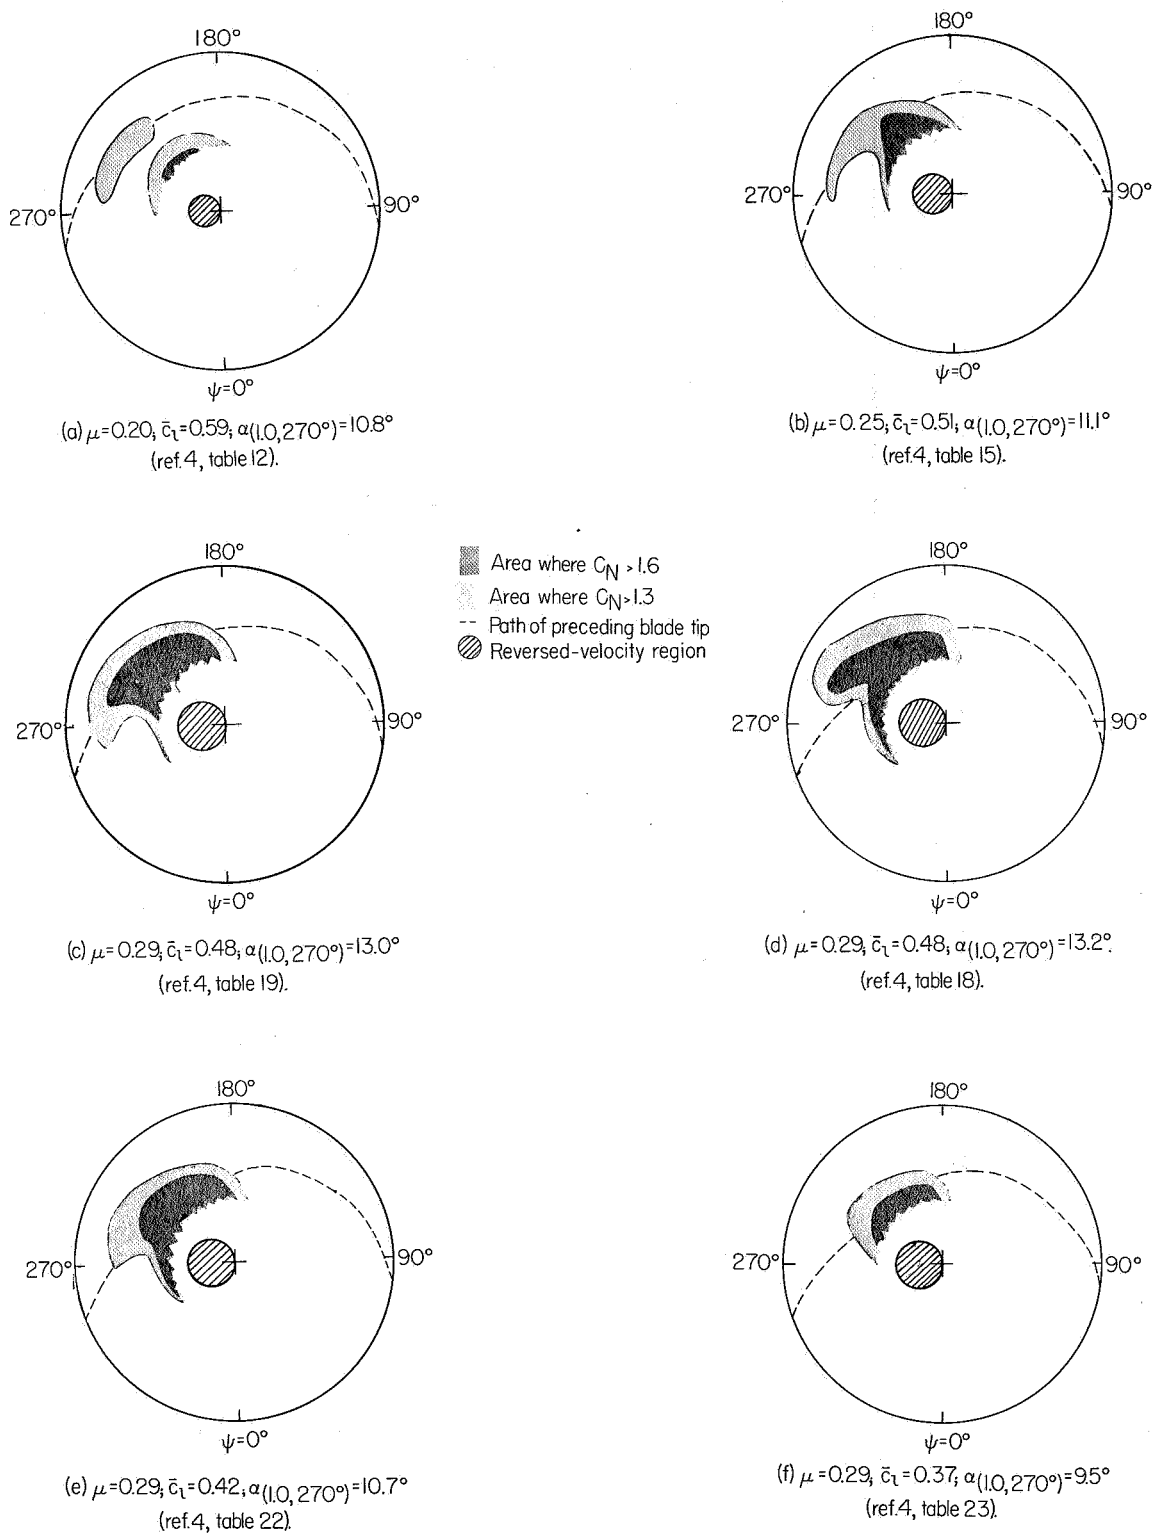 180°
270°
90°
ψ=0°
(a) μ=0.20; c̄ₗ=0.59; α(1.0,270°)=10.8°
(ref.4, table 12).
180°
270°
90°
ψ=0°
(b) μ=0.25; c̄ₗ=0.51; α(1.0,270°)=11.1°
(ref.4, table 15).
Area where C_N >1.6
Area where C_N>1.3
Path of preceding blade tip
Reversed-velocity region
180°
270°
90°
ψ=0°
(c) μ=0.29; c̄ₗ=0.48; α(1.0,270°)=13.0°
(ref.4, table 19).
180°
270°
90°
ψ=0°
(d) μ=0.29; c̄ₗ=0.48; α(1.0,270°)=13.2°.
(ref.4, table 18).
180°
270°
90°
ψ=0°
(e) μ=0.29; c̄ₗ=0.42; α(1.0,270°)=10.7°
(ref.4, table 22).
180°
270°
90°
ψ=0°
(f) μ=0.29; c̄ₗ=0.37; α(1.0,270°)=9.5°
(ref.4, table 23).